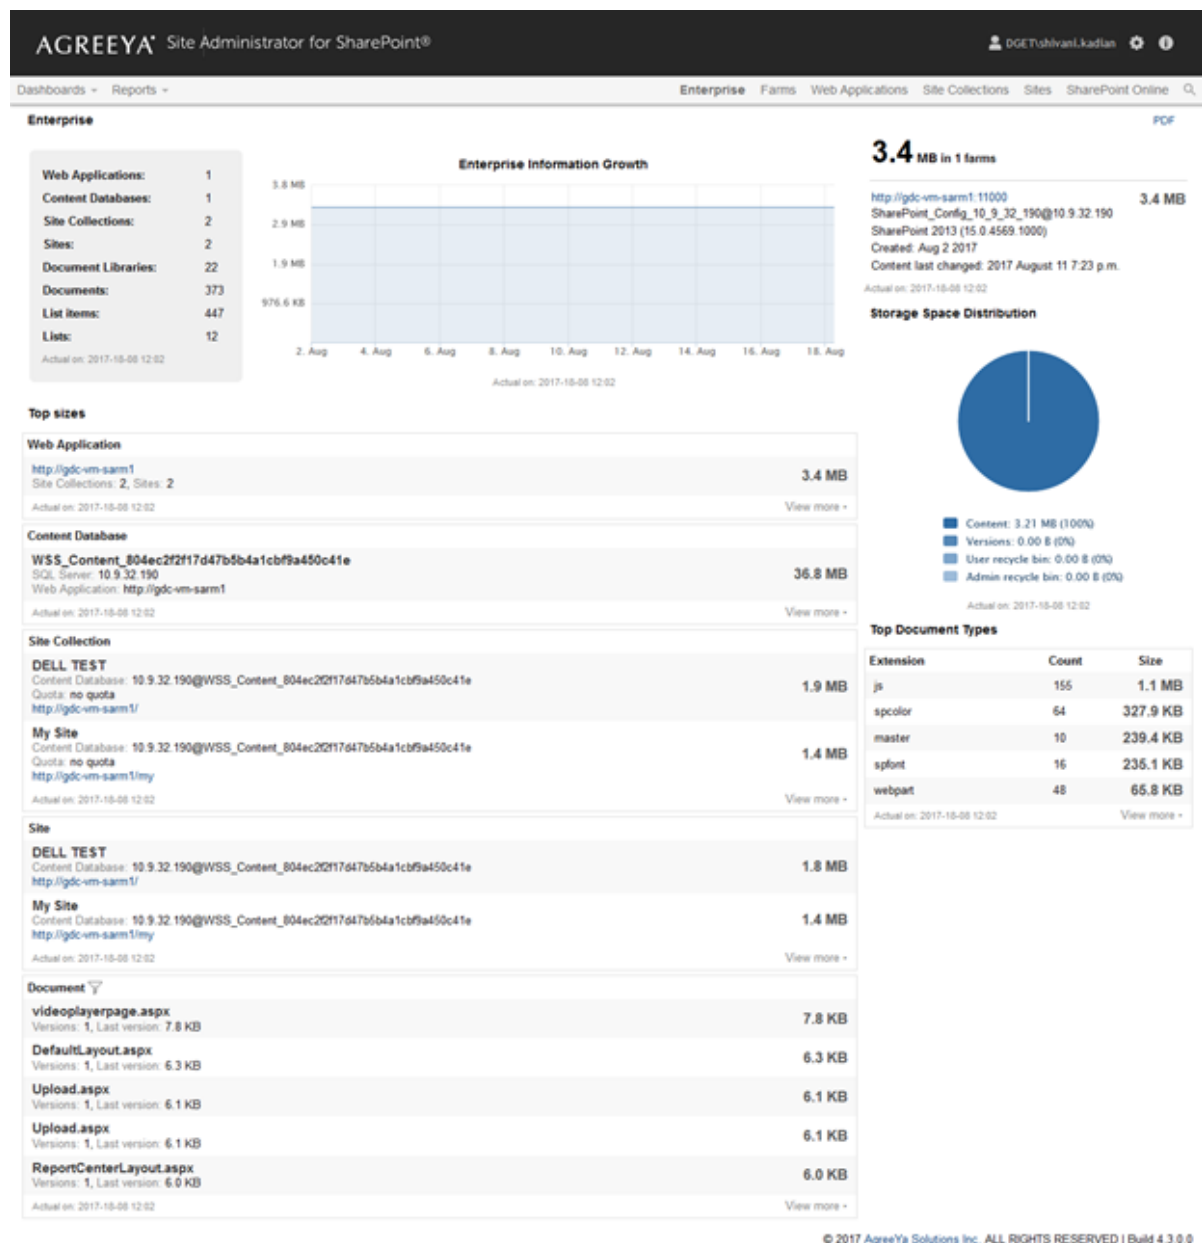 AGREEYA® Site Administrator for SharePoint®
DGET\shivani.kadian
Dashboards Reports Enterprise Farms Web Applications Site Collections Sites SharePoint Online
Enterprise
PDF
Web Applications: 1
Content Databases: 1
Site Collections: 2
Sites: 2
Document Libraries: 22
Documents: 373
List items: 447
Lists: 12
Actual on: 2017-18-08 12:02
Enterprise Information Growth
3.8 MB
2.9 MB
1.9 MB
976.6 KB
2. Aug 4. Aug 6. Aug 8. Aug 10. Aug 12. Aug 14. Aug 16. Aug 18. Aug
Actual on: 2017-18-08 12:02
3.4 MB in 1 farms
http://gdc-vm-sarm1:11000 3.4 MB
SharePoint_Config_10_9_32_190@10.9.32.190
SharePoint 2013 (15.0.4569.1000)
Created: Aug 2 2017
Content last changed: 2017 August 11 7:23 p.m.
Actual on: 2017-18-08 12:02
Storage Space Distribution
Content: 3.21 MB (100%)
Versions: 0.00 B (0%)
User recycle bin: 0.00 B (0%)
Admin recycle bin: 0.00 B (0%)
Actual on: 2017-18-08 12:02
Top Document Types
Extension Count Size
js 155 1.1 MB
spcolor 64 327.9 KB
master 10 239.4 KB
spfont 16 235.1 KB
webpart 48 65.8 KB
Actual on: 2017-18-08 12:02 View more
Top sizes
Web Application
http://gdc-vm-sarm1
Site Collections: 2, Sites: 2
3.4 MB
Actual on: 2017-18-08 12:02 View more
Content Database
WSS_Content_804ec2f2f17d47b5b4a1cbf9a450c41e
SQL Server: 10.9.32.190
36.8 MB
Web Application: http://gdc-vm-sarm1
Actual on: 2017-18-08 12:02 View more
Site Collection
DELL TEST
Content Database: 10.9.32.190@WSS_Content_804ec2f2f17d47b5b4a1cbf9a450c41e
1.9 MB
Quota: no quota
http://gdc-vm-sarm1/
My Site
Content Database: 10.9.32.190@WSS_Content_804ec2f2f17d47b5b4a1cbf9a450c41e
1.4 MB
Quota: no quota
http://gdc-vm-sarm1/my
Actual on: 2017-18-08 12:02 View more
Site
DELL TEST
Content Database: 10.9.32.190@WSS_Content_804ec2f2f17d47b5b4a1cbf9a450c41e
1.8 MB
http://gdc-vm-sarm1/
My Site
Content Database: 10.9.32.190@WSS_Content_804ec2f2f17d47b5b4a1cbf9a450c41e
1.4 MB
http://gdc-vm-sarm1/my
Actual on: 2017-18-08 12:02 View more
Document
videoplayerpage.aspx
Versions: 1, Last version: 7.8 KB
7.8 KB
DefaultLayout.aspx
Versions: 1, Last version: 6.3 KB
6.3 KB
Upload.aspx
Versions: 1, Last version: 6.1 KB
6.1 KB
Upload.aspx
Versions: 1, Last version: 6.1 KB
6.1 KB
ReportCenterLayout.aspx
Versions: 1, Last version: 6.0 KB
6.0 KB
Actual on: 2017-18-08 12:02 View more
© 2017 AgreeYa Solutions Inc. ALL RIGHTS RESERVED | Build 4.3.0.0